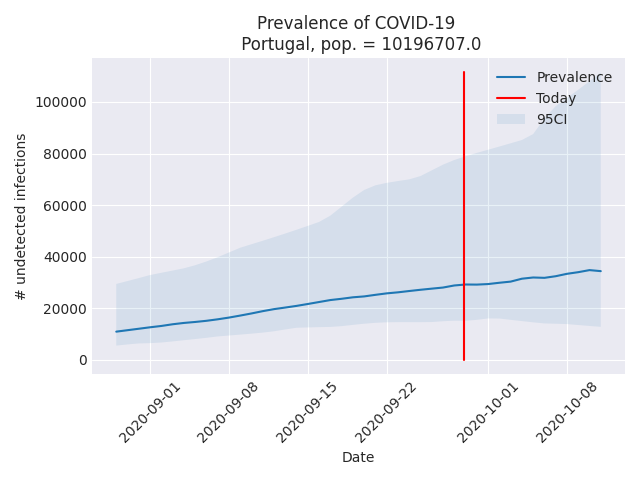 Prevalence of COVID-19
Portugal, pop. = 10196707.0
Prevalence
Today
95CI
# undetected infections
100000
80000
60000
40000
20000
0
2020-09-01
2020-09-08
2020-09-15
2020-09-22
2020-10-01
2020-10-08
Date